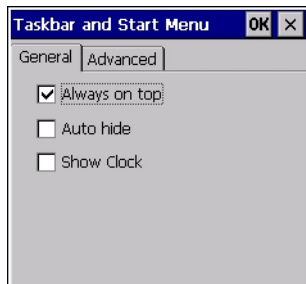 Taskbar and Start Menu OK ×
General Advanced
Always on top
Auto hide
Show Clock